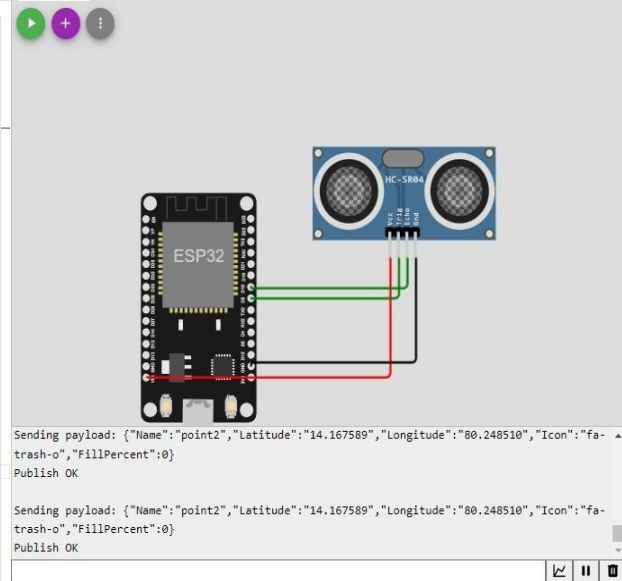 HC-SR04
Vcc
Trig
Echo
Gnd
ESP32
Sending payload: {"Name":"point2","Latitude":"14.167589","Longitude":"80.248510","Icon":"fa-
trash-o","FillPercent":0}
Publish OK
Sending payload: {"Name":"point2","Latitude":"14.167589","Longitude":"80.248510","Icon":"fa-
trash-o","FillPercent":0}
Publish OK